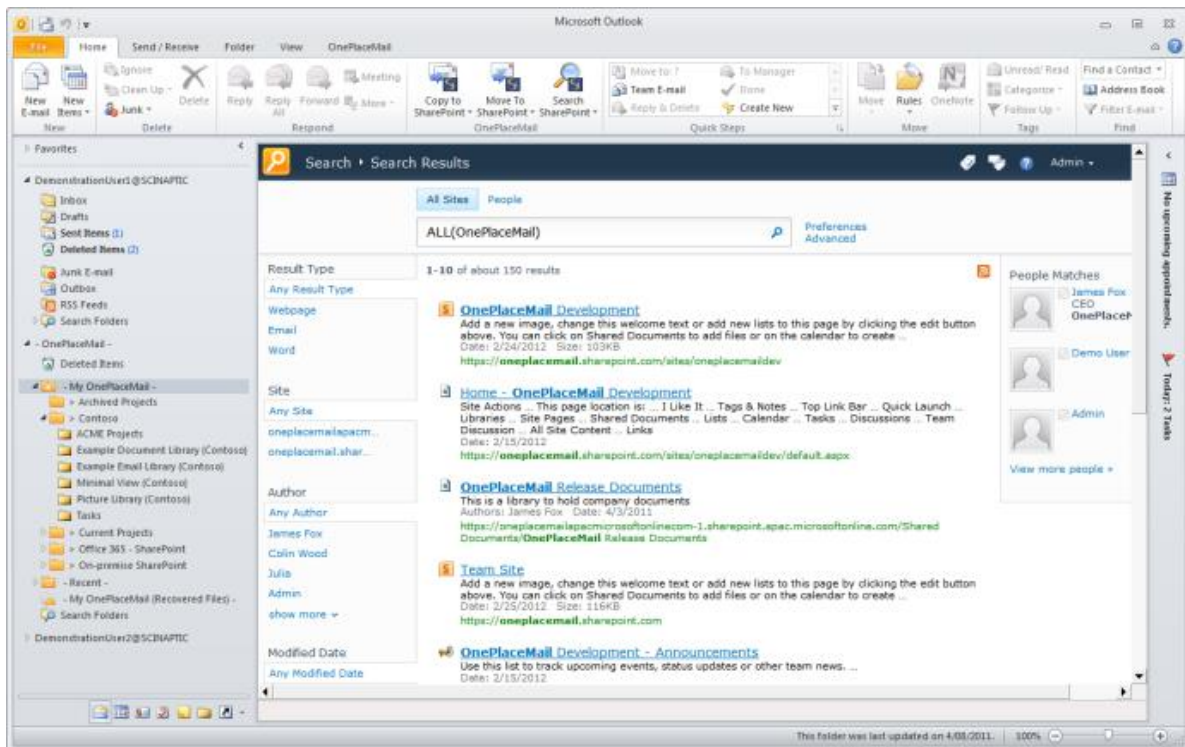 Microsoft Outlook
File Home Send / Receive Folder View OnePlaceMail
New E-mail
New Items
New
Ignore
Clean Up
Junk
Delete
Delete
Reply
Reply All
Forward
Meeting
More
Respond
Copy to SharePoint
Move To SharePoint
Search SharePoint
OnePlaceMail
Move to: ?
Team E-mail
Reply & Delete
To Manager
Done
Create New
Quick Steps
Move
Rules
OneNote
Move
Unread/ Read
Categorize
Follow Up
Tags
Find a Contact
Address Book
Filter E-mail
Find
Favorites
DemonstrationUser1@SCINAPTIC
Inbox
Drafts
Sent Items (1)
Deleted Items (2)
Junk E-mail
Outbox
RSS Feeds
Search Folders
- OnePlaceMail -
Deleted Items
- My OnePlaceMail -
> Archived Projects
> Contoso
ACME Projects
Example Document Library (Contoso)
Example Email Library (Contoso)
Minimal View (Contoso)
Picture Library (Contoso)
Tasks
> Current Projects
> Office 365 - SharePoint
> On-premise SharePoint
- Recent -
- My OnePlaceMail (Recovered Files) -
Search Folders
DemonstrationUser2@SCINAPTIC
Search Search Results
Admin
All Sites People
ALL(OnePlaceMail)
Preferences
Advanced
Result Type
Any Result Type
Webpage
Email
Word
Site
Any Site
oneplacemailapacm...
oneplacemail.shar...
Author
Any Author
James Fox
Colin Wood
Julia
Admin
show more
Modified Date
Any Modified Date
1-10 of about 150 results
OnePlaceMail Development
Add a new image, change this welcome text or add new lists to this page by clicking the edit button
above. You can click on Shared Documents to add files or on the calendar to create ...
Date: 2/24/2012 Size: 103KB
https://oneplacemail.sharepoint.com/sites/oneplacemaildev
Home - OnePlaceMail Development
Site Actions ... This page location is: ... I Like It ... Tags & Notes ... Top Link Bar ... Quick Launch ...
Libraries ... Site Pages ... Shared Documents ... Lists ... Calendar ... Tasks ... Discussions ... Team
Discussion ... All Site Content ... Links
Date: 2/15/2012
https://oneplacemail.sharepoint.com/sites/oneplacemaildev/default.aspx
OnePlaceMail Release Documents
This is a library to hold company documents
Authors: James Fox Date: 4/3/2011
https://oneplacemailapacmicrosoftonlinecom-1.sharepoint.apac.microsoftonline.com/Shared
Documents/OnePlaceMail Release Documents
Team Site
Add a new image, change this welcome text or add new lists to this page by clicking the edit button
above. You can click on Shared Documents to add files or on the calendar to create ...
Date: 2/25/2012 Size: 116KB
https://oneplacemail.sharepoint.com
OnePlaceMail Development - Announcements
Use this list to track upcoming events, status updates or other team news. ...
Date: 2/15/2012
People Matches
James Fox
CEO
OnePlaceM
Demo User
Admin
View more people »
No upcoming appointments.
Today: 2 Tasks
This folder was last updated on 4/08/2011. 100%